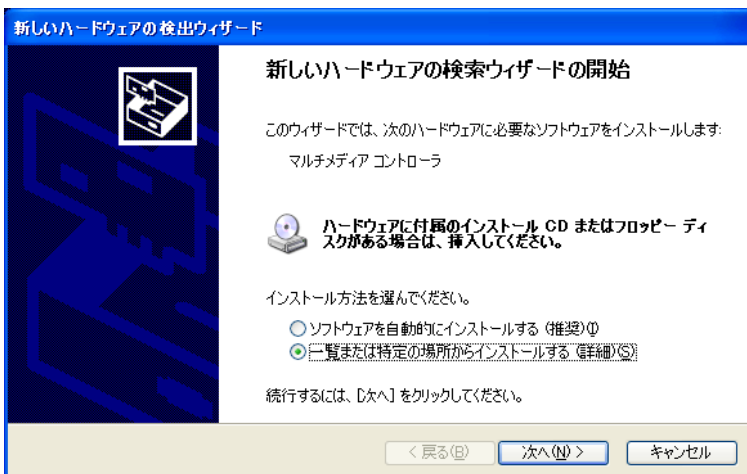 新しいハードウェアの検出ウィザード
新しいハードウェアの検索ウィザードの開始
このウィザードでは、次のハードウェアに必要なソフトウェアをインストールします:
マルチメディア コントローラ
ハードウェアに付属のインストール CD またはフロッピー ディ
スクがある場合は、挿入してください。
インストール方法を選んでください。
ソフトウェアを自動的にインストールする (推奨)(I)
一覧または特定の場所からインストールする (詳細)(S)
続行するには、[次へ] をクリックしてください。
< 戻る(B)
次へ(N) >
キャンセル